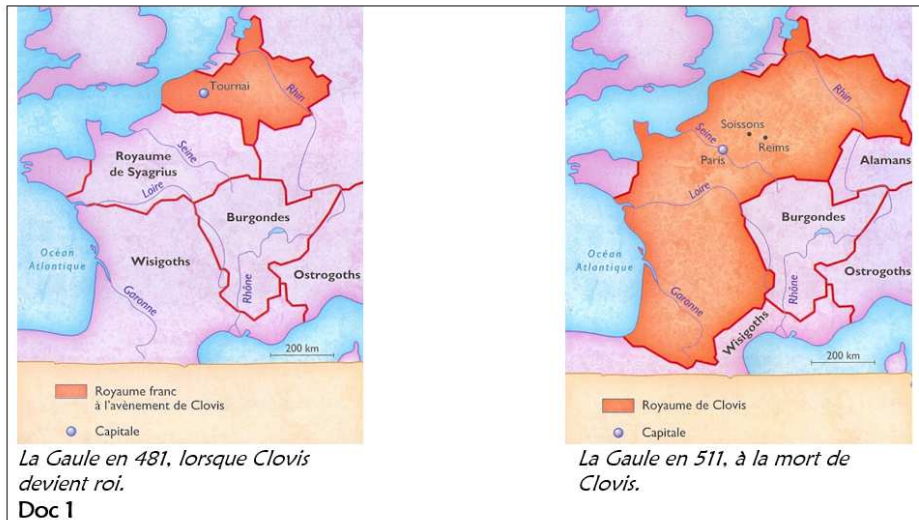 Tournai
Rhin
Royaume
de Syagrius
Seine
Loire
Burgondes
Océan
Atlantique
Wisigoths
Ostrogoths
Rhône
Garonne
200 km
Royaume franc
à l'avènement de Clovis
Capitale
La Gaule en 481, lorsque Clovis
devient roi.
Doc 1
Rhin
Soissons
Seine
Reims
Paris
Alamans
Loire
Burgondes
Océan
Atlantique
Ostrogoths
Rhône
Garonne
Wisigoths
200 km
Royaume de Clovis
Capitale
La Gaule en 511, à la mort de
Clovis.